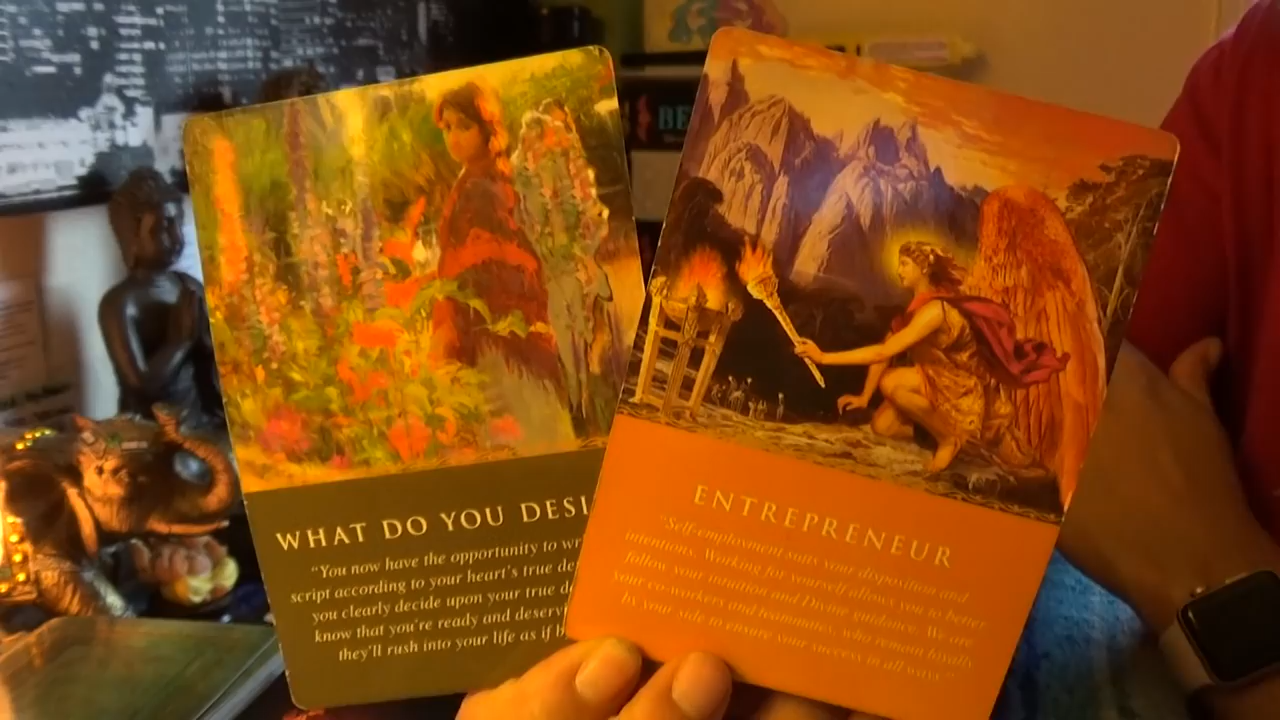 BE
WHAT DO YOU DESI
"You now have the opportunity to wr
script according to your heart's true de
you clearly decide upon your true d
know that you're ready and deserv
they'll rush into your life as if b
ENTREPRENEUR
"Self-employment suits your disposition and
intentions. Working for yourself allows you to better
follow your intuition and Divine guidance. We are
your co-workers and teammates, who remain loyally
by your side to ensure your success in all ways."